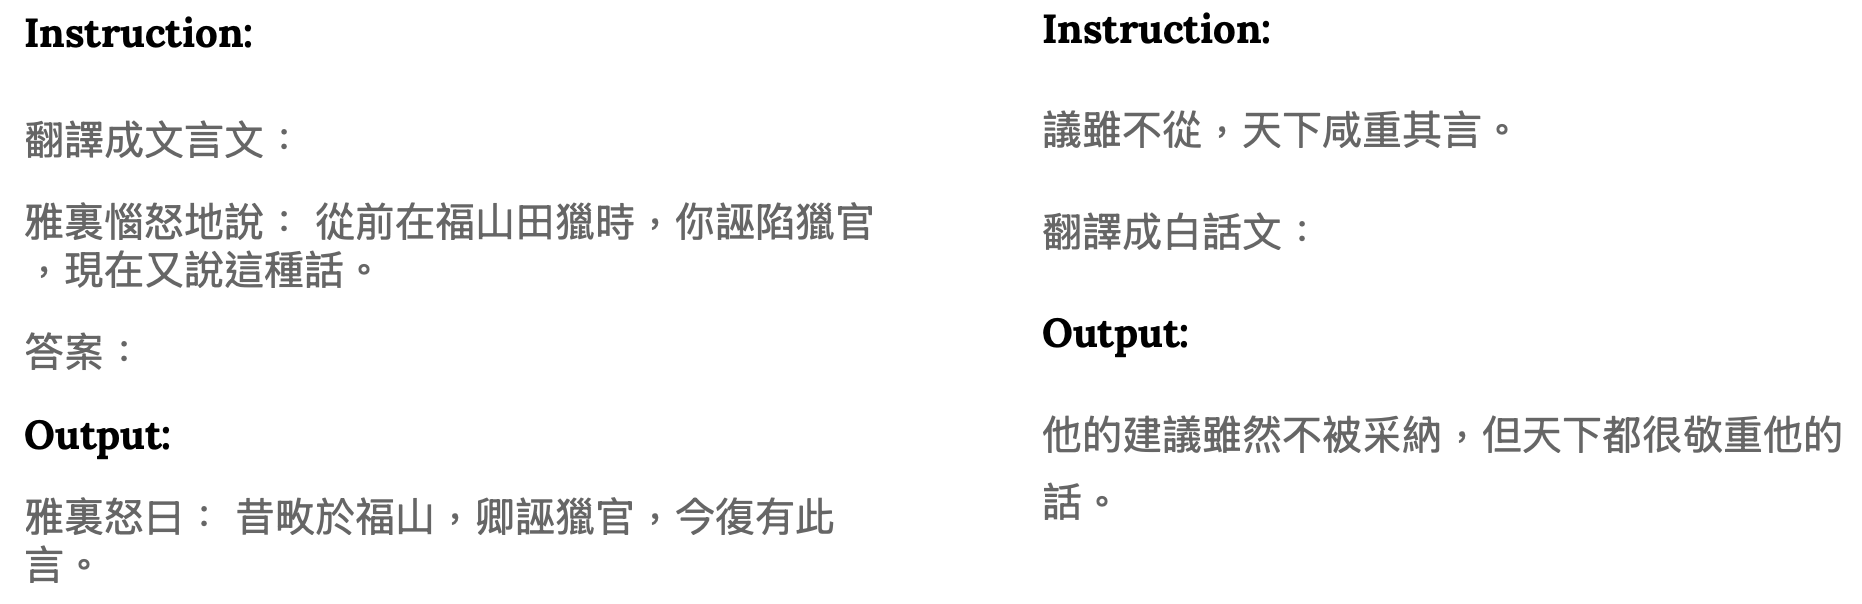 Instruction:
翻譯成文言文：
雅裏惱怒地說： 從前在福山田獵時，你誣陷獵官
，現在又說這種話。
答案：
Output:
雅裏怒曰： 昔畋於福山，卿誣獵官，今復有此
言。
Instruction:
議雖不從，天下咸重其言。
翻譯成白話文：
Output:
他的建議雖然不被采納，但天下都很敬重他的
話。